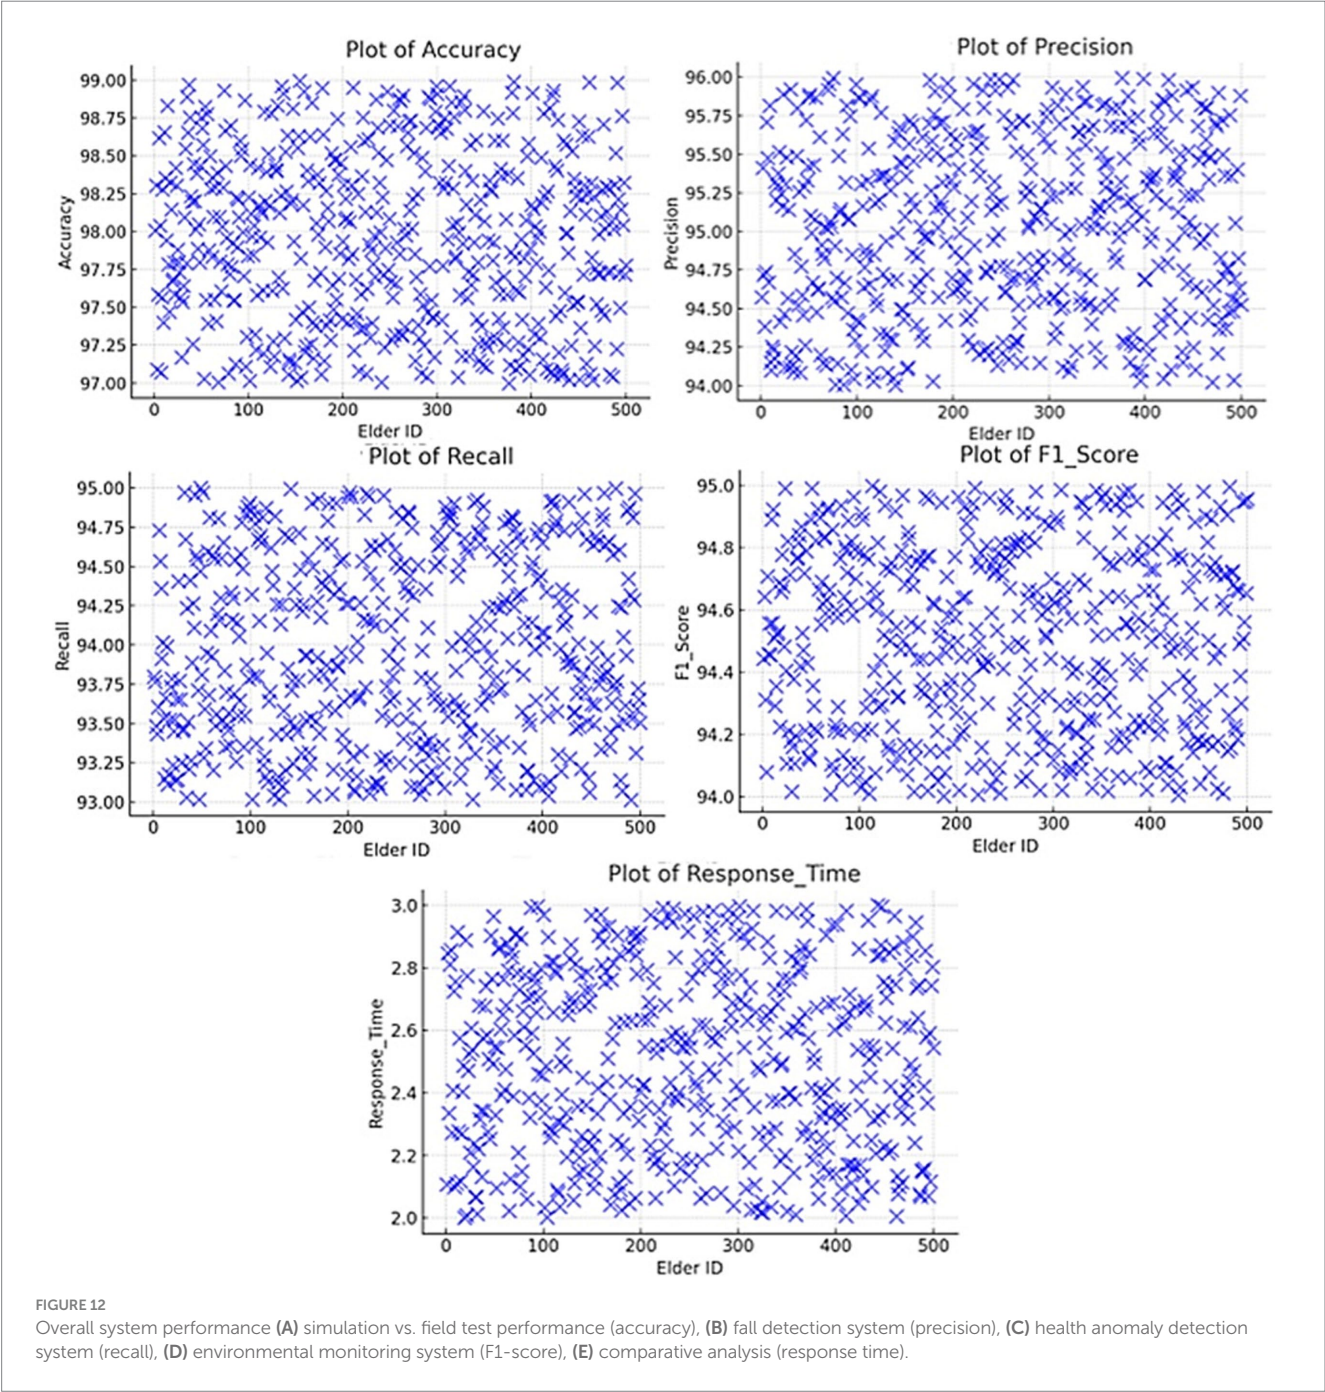 Plot of Accuracy
99.00
98.75
98.50
98.25
98.00
97.75
97.50
97.25
97.00
Accuracy
0 100 200 300 400 500
Elder ID
Plot of Precision
96.00
95.75
95.50
95.25
95.00
94.75
94.50
94.25
94.00
Precision
0 100 200 300 400 500
Elder ID
Plot of Recall
95.00
94.75
94.50
94.25
94.00
93.75
93.50
93.25
93.00
Recall
0 100 200 300 400 500
Elder ID
Plot of F1_Score
95.0
94.8
94.6
94.4
94.2
94.0
F1_Score
0 100 200 300 400 500
Elder ID
Plot of Response_Time
3.0
2.8
2.6
2.4
2.2
2.0
Response_Time
0 100 200 300 400 500
Elder ID
FIGURE 12
Overall system performance (A) simulation vs. field test performance (accuracy), (B) fall detection system (precision), (C) health anomaly detection
system (recall), (D) environmental monitoring system (F1-score), (E) comparative analysis (response time).